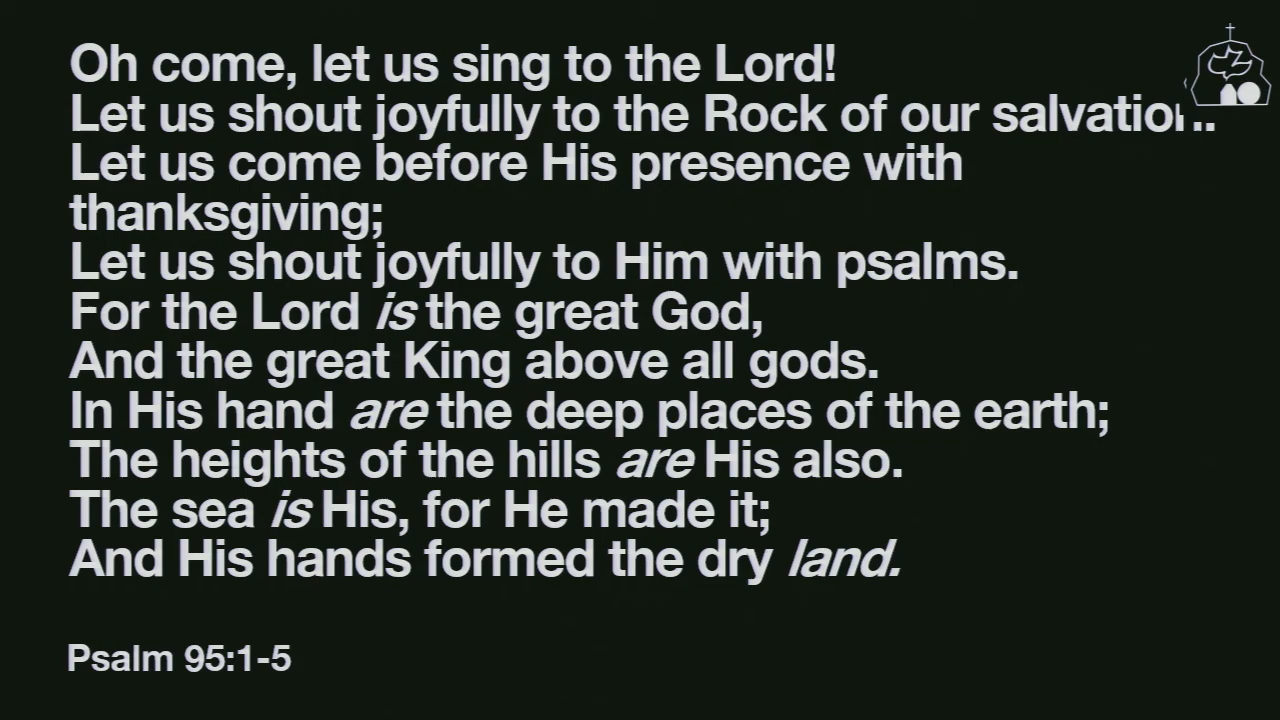 Oh come, let us sing to the Lord!
Let us shout joyfully to the Rock of our salvation..
Let us come before His presence with
thanksgiving;
Let us shout joyfully to Him with psalms.
For the Lord is the great God,
And the great King above all gods.
In His hand are the deep places of the earth;
The heights of the hills are His also.
The sea is His, for He made it;
And His hands formed the dry land.
Psalm 95:1-5